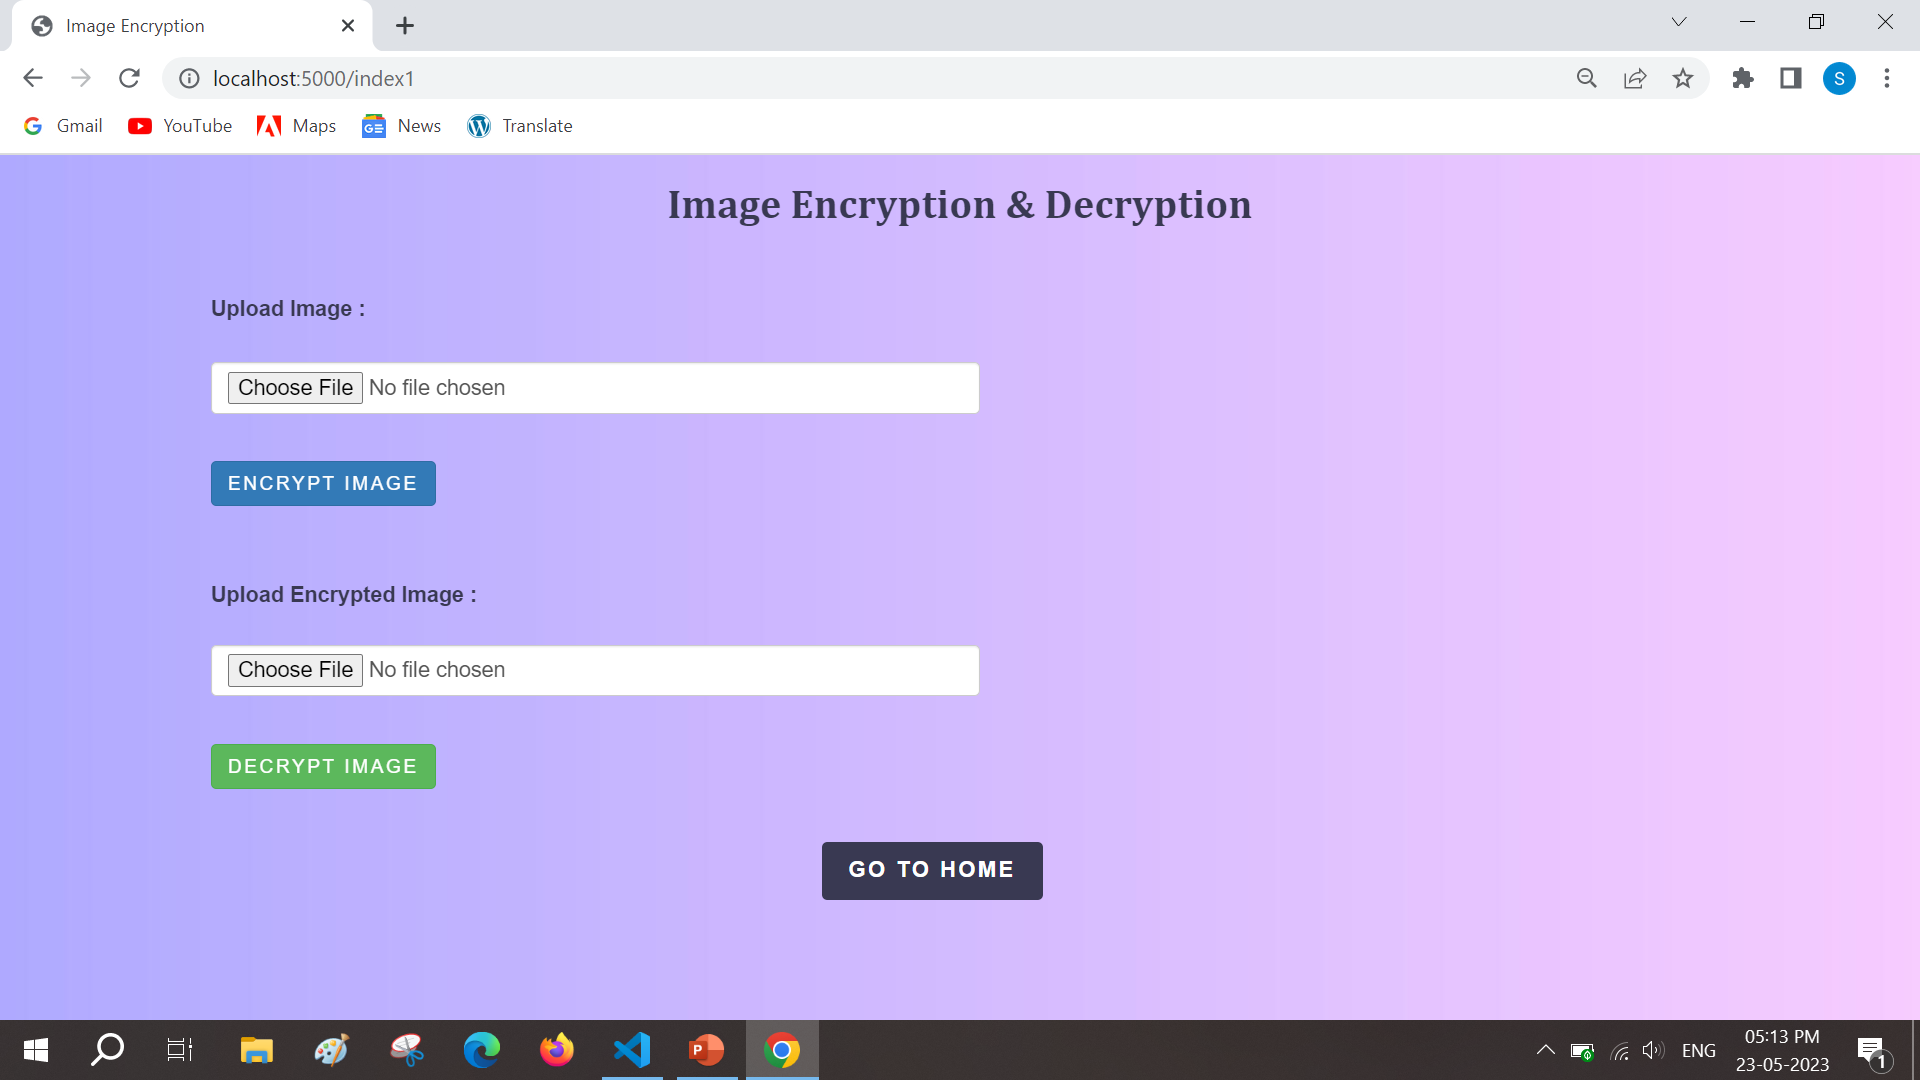 Image Encryption
localhost:5000/index1
S
Gmail YouTube Maps News Translate
Image Encryption & Decryption
Upload Image :
Choose File No file chosen
ENCRYPT IMAGE
Upload Encrypted Image :
Choose File No file chosen
DECRYPT IMAGE
GO TO HOME
ENG
05:13 PM
23-05-2023
1